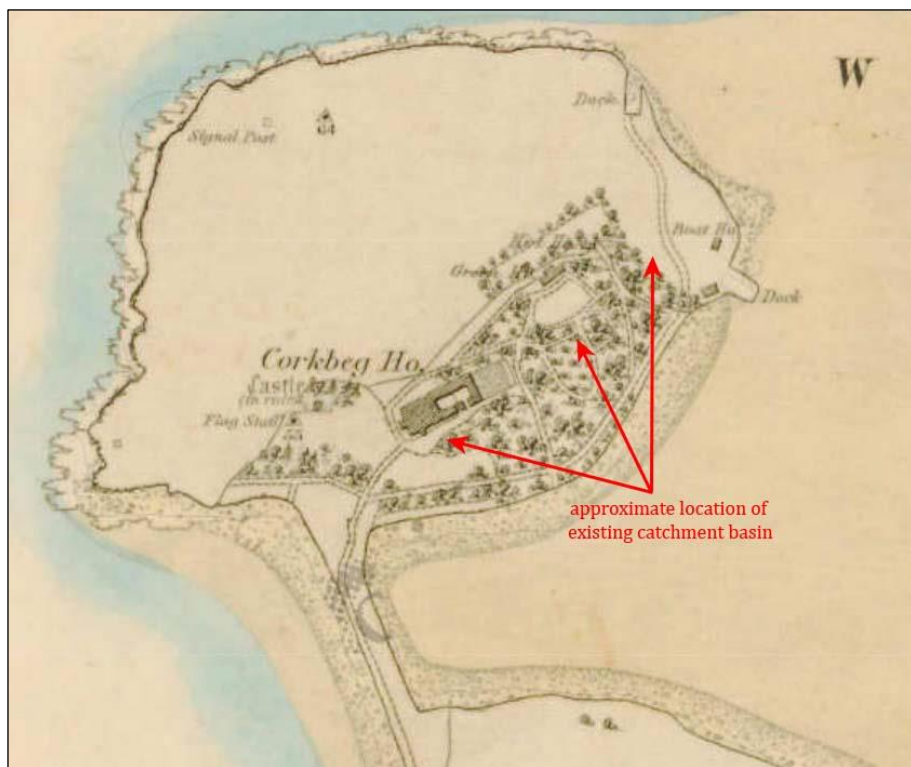 W
Dock
Signal Post
34
Boat Ho.
Dock
Corkbeg Ho.
Castle
(in ruins)
Flag Staff
approximate location of
existing catchment basin